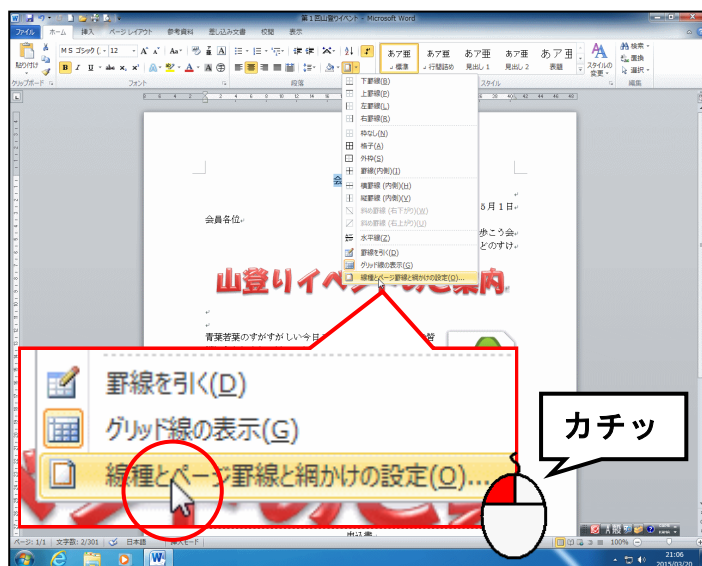 第1回山登りイベント - Microsoft Word
ファイル ホーム 挿入 ページ レイアウト 参考資料 差し込み文書 校閲 表示
MS ゴシック(- 12
貼り付け
B I U abc x, x²
あア亜 あア亜 あア亜 あア亜 あア亜
標準 行間詰め 見出し 1 見出し 2 表題
スタイルの変更
検索
置換
選択
クリップボード フォント 段落 スタイル 編集
下罫線(B)
上罫線(P)
左罫線(L)
右罫線(R)
枠なし(N)
格子(A)
外枠(S)
罫線(内側)(I)
横罫線 (内側)(H)
縦罫線 (内側)(V)
斜め罫線 (右下がり)(W)
斜め罫線 (右上がり)(U)
水平線(Z)
罫線を引く(D)
グリッド線の表示(G)
線種とページ罫線と網かけの設定(O)...
会
5月1日
会員各位
歩こう会
どのすけ
山登りイベントのご案内
青葉若葉のすがすがしい今日
罫線を引く(D)
グリッド線の表示(G)
線種とページ罫線と網かけの設定(O)...
カチッ
ページ: 1/1 文字数: 2/301 日本語 挿入モード
100%
21:06
2015/03/20